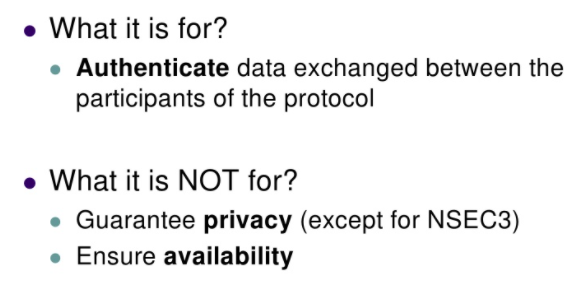 What it is for?
Authenticate data exchanged between the
participants of the protocol
What it is NOT for?
Guarantee privacy (except for NSEC3)
Ensure availability